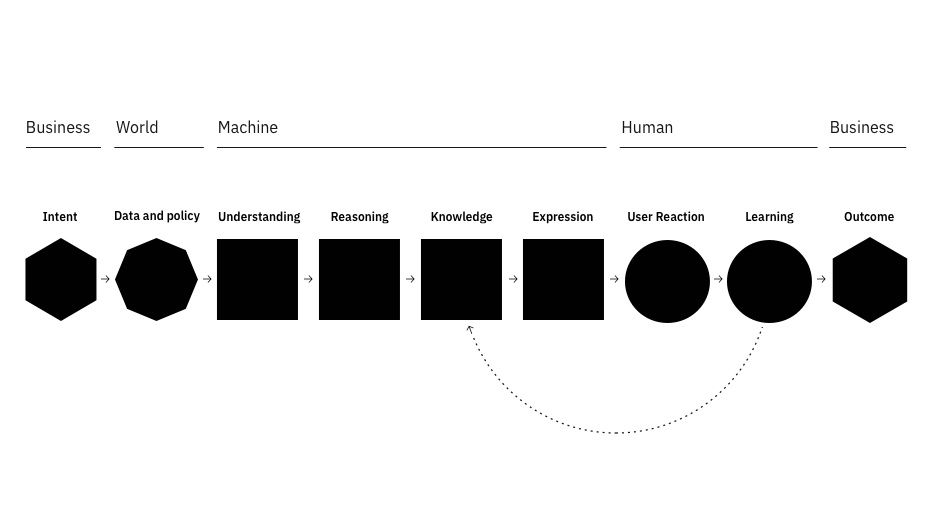 Business
World
Machine
Human
Business
Intent
Data and policy
Understanding
Reasoning
Knowledge
Expression
User Reaction
Learning
Outcome